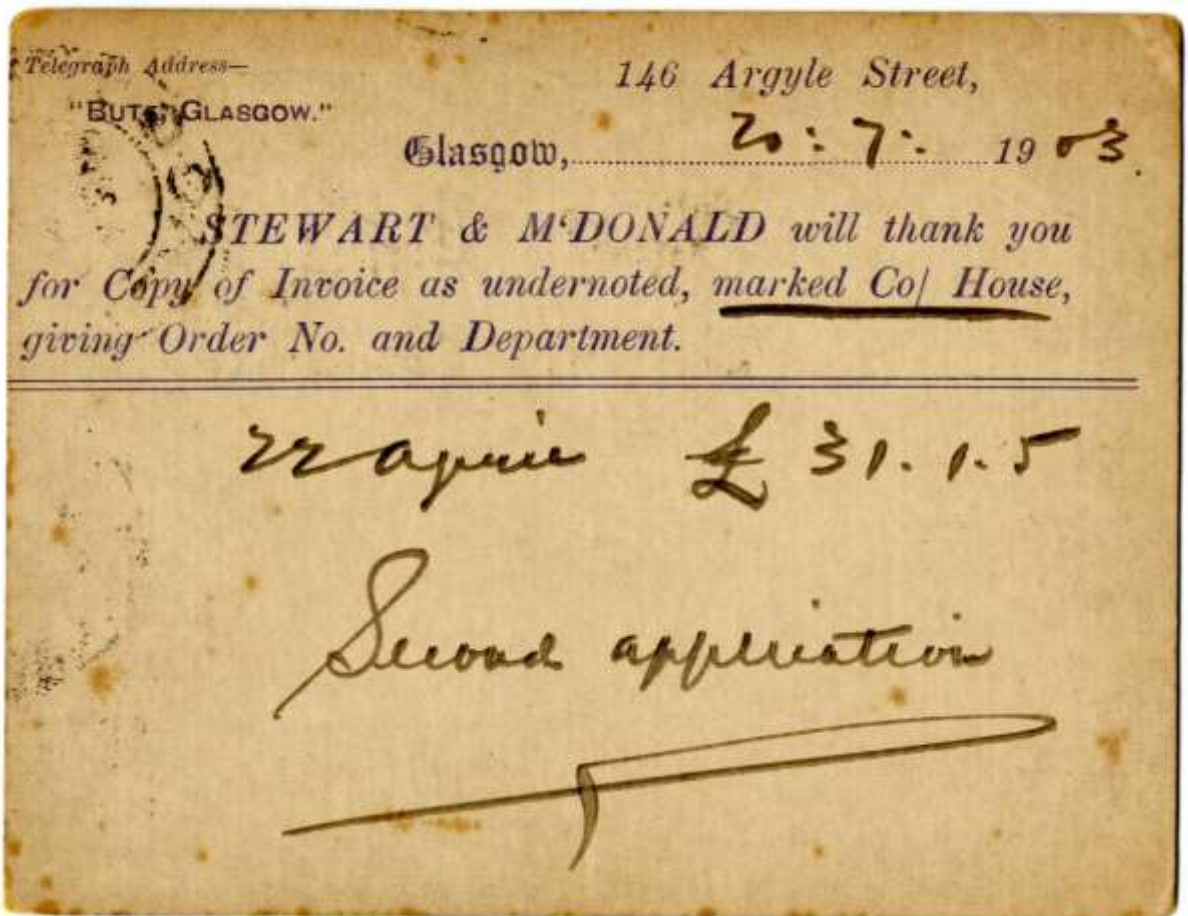 Telegraph Address—
"BUTE, GLASGOW."
146 Argyle Street,
Glasgow, 20: 7: 1903.
STEWART & M'DONALD will thank you
for Copy of Invoice as undernoted, marked Co/ House,
giving Order No. and Department.
22 April £31.1.5
Second application